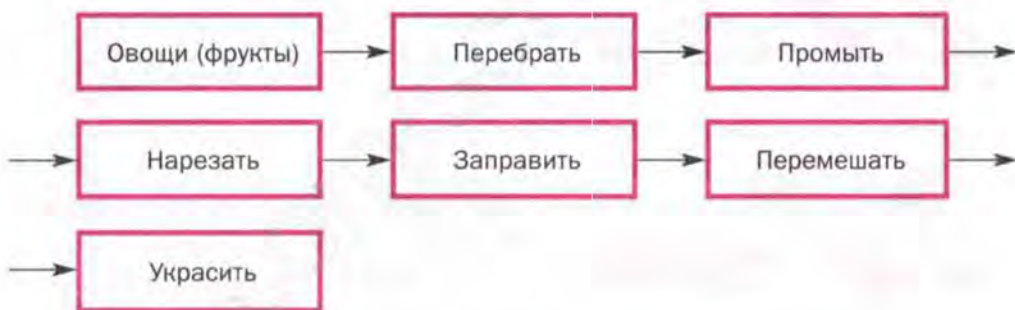 Овощи (фрукты) Перебрать Промыть
Нарезать Заправить Перемешать
Украсить